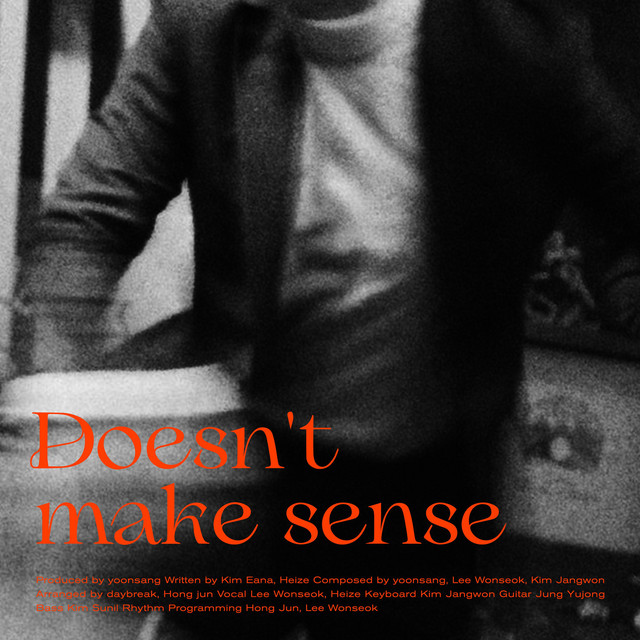 Doesn't
make sense
Produced by yoonsang Written by Kim Eana, Heize Composed by yoonsang, Lee Wonseok, Kim Jangwon
Arranged by daybreak, Hong jun Vocal Lee Wonseok, Heize Keyboard Kim Jangwon Guitar Jung Yujong
Bass Kim Sunil Rhythm Programming Hong Jun, Lee Wonseok